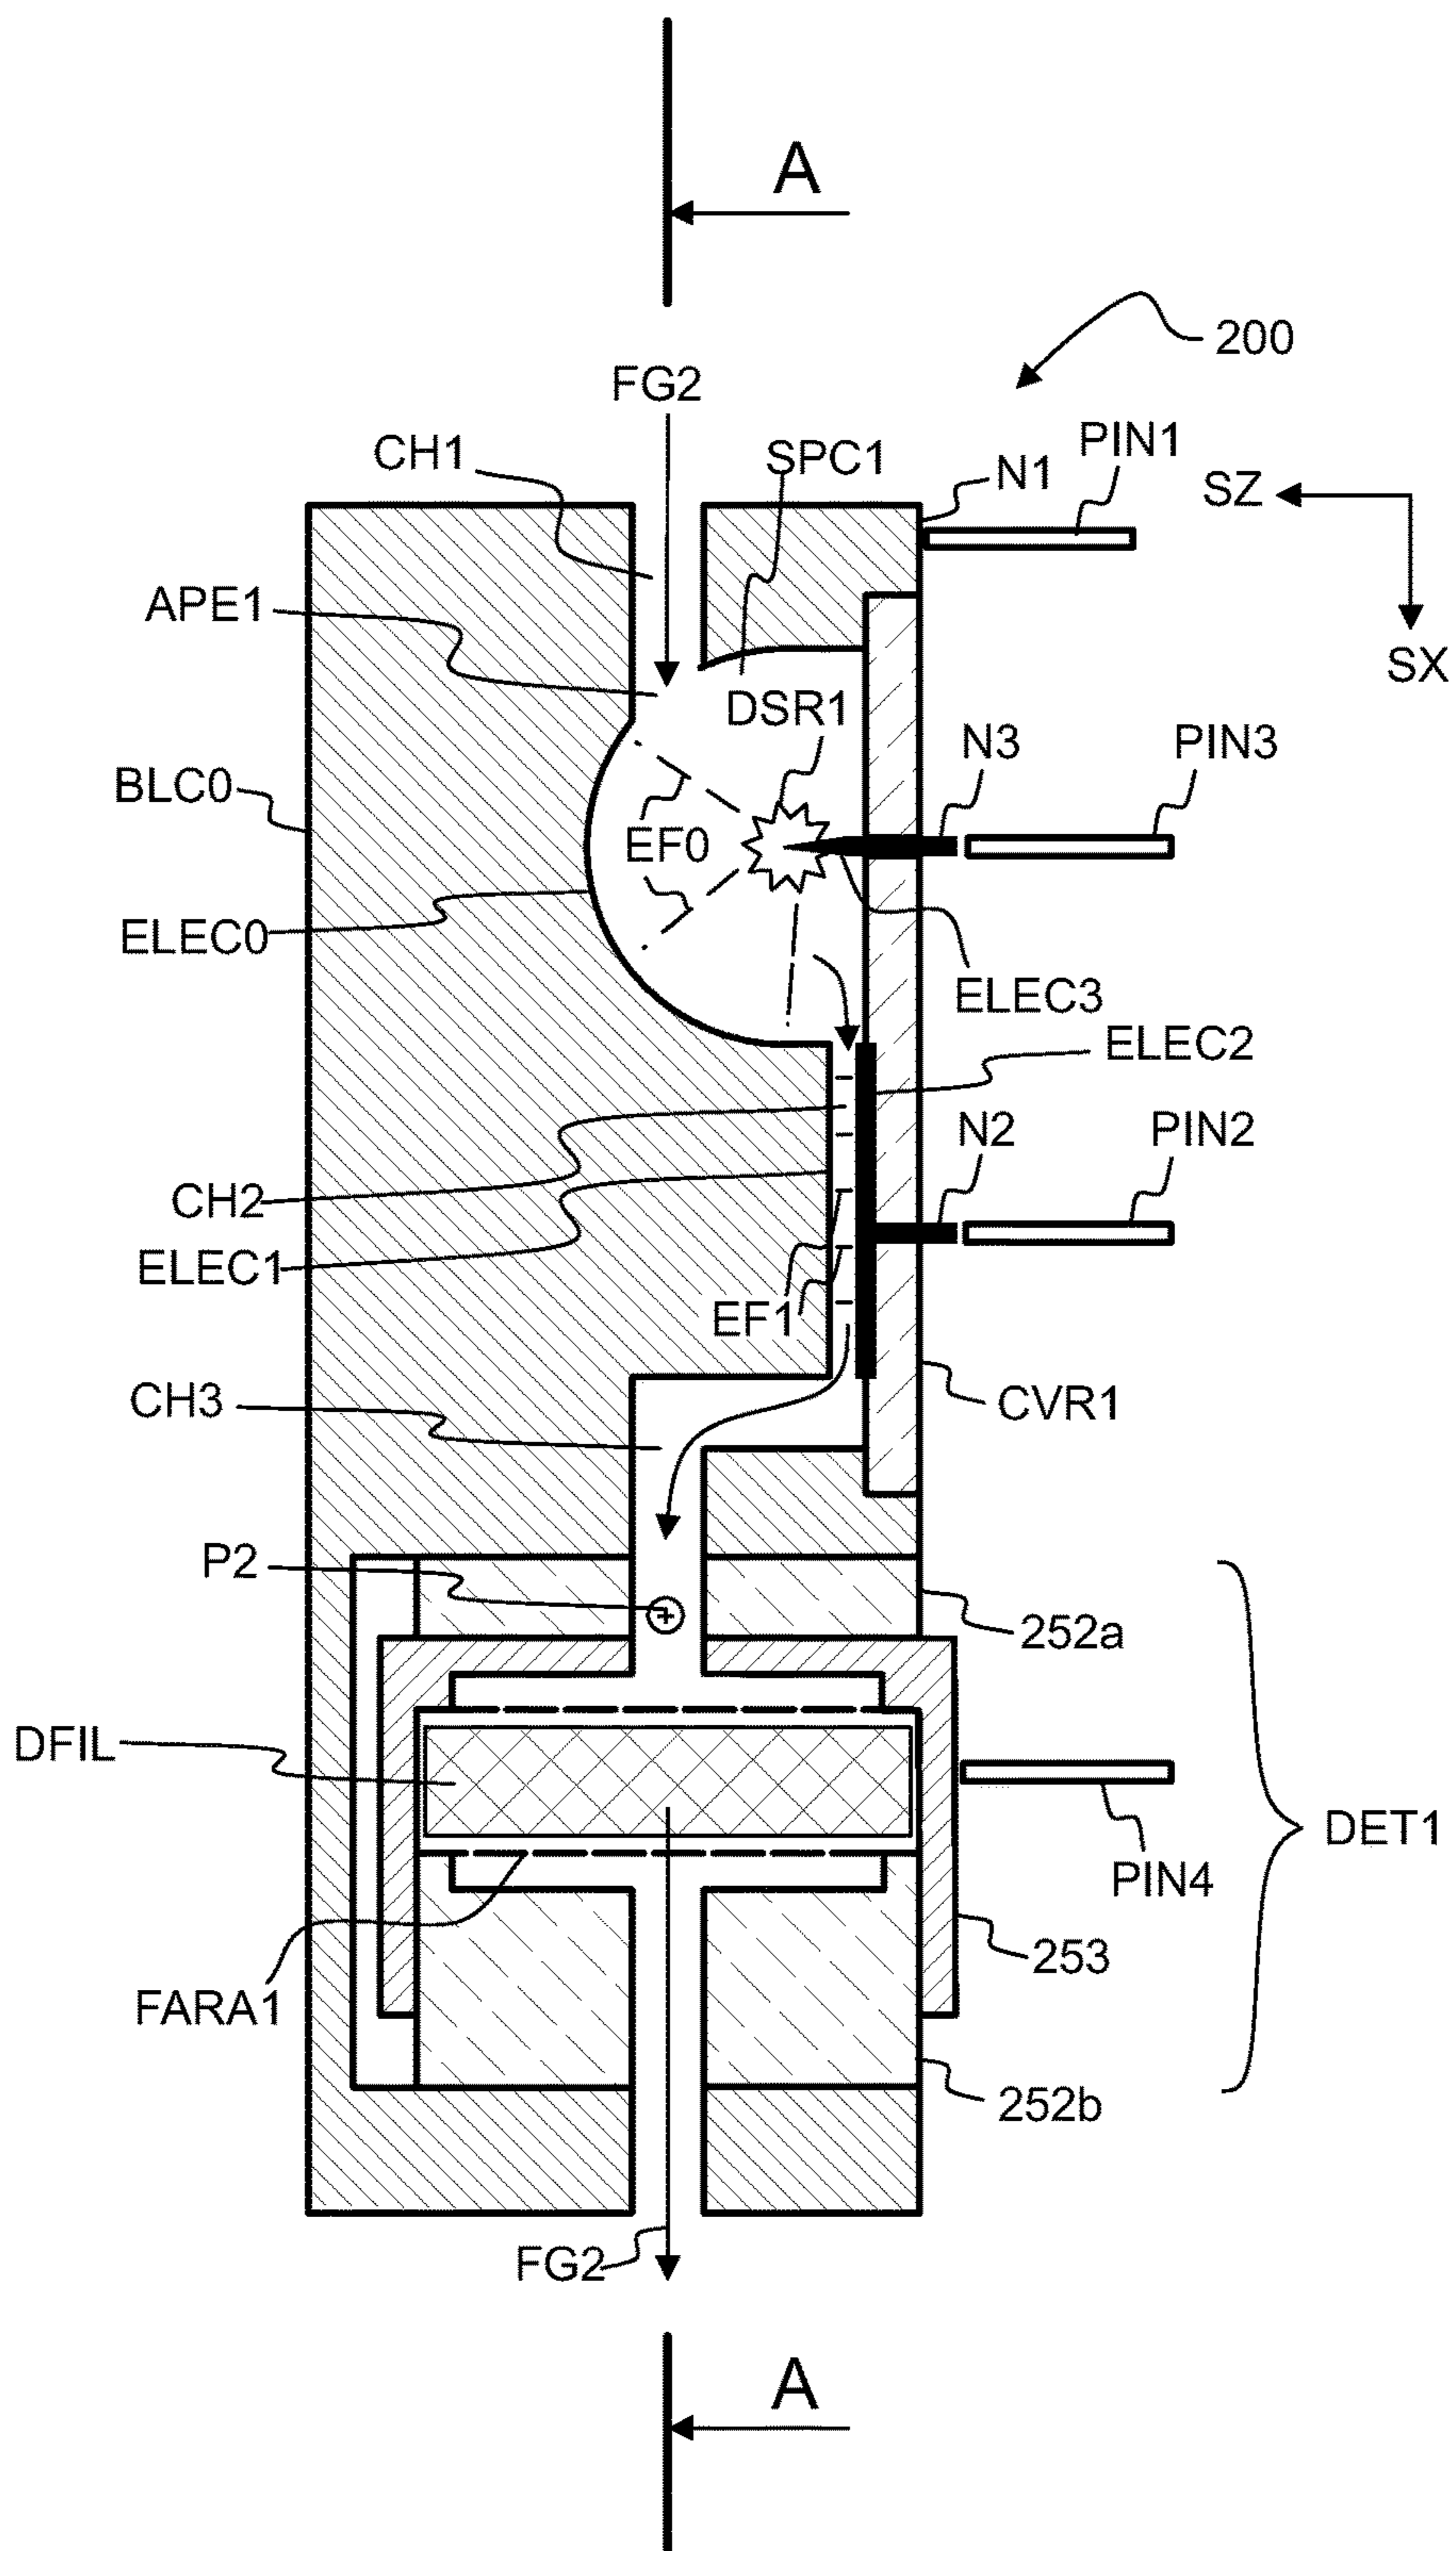 A
200
FG2
PIN1
CH1
SPC1
N1
SZ
APE1
SX
DSR1
N3
PIN3
BLC0
EF0
ELEC0
ELEC3
ELEC2
N2
PIN2
CH2
ELEC1
EF1
CH3
CVR1
P2
252a
DFIL
DET1
PIN4
253
FARA1
252b
FG2
A